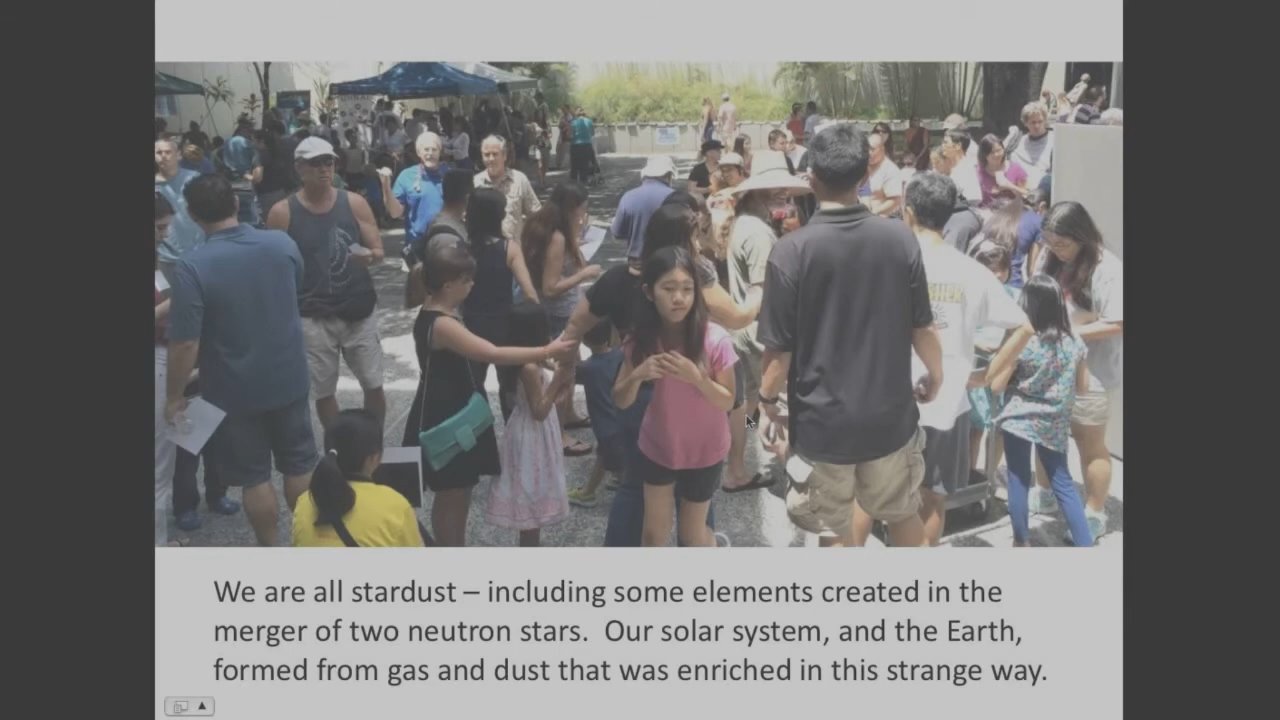 We are all stardust – including some elements created in the
merger of two neutron stars.  Our solar system, and the Earth,
formed from gas and dust that was enriched in this strange way.